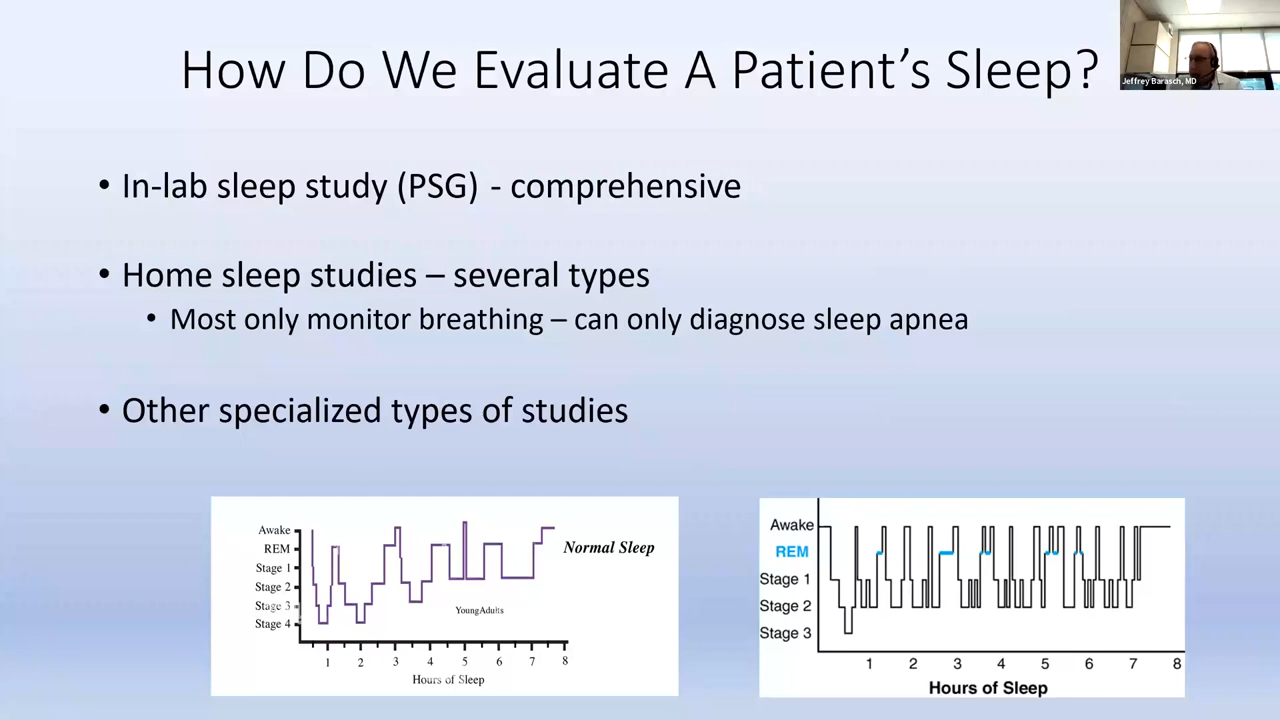 How Do We Evaluate A Patient’s Sleep?
Jeffrey Barasch, MD
• In-lab sleep study (PSG) - comprehensive
• Home sleep studies – several types
• Most only monitor breathing – can only diagnose sleep apnea
• Other specialized types of studies
Awake
REM
Stage 1
Stage 2
Stage 3
Stage 4
Normal Sleep
YoungAdults
1 2 3 4 5 6 7 8
Hours of Sleep
Awake
REM
Stage 1
Stage 2
Stage 3
1 2 3 4 5 6 7 8
Hours of Sleep